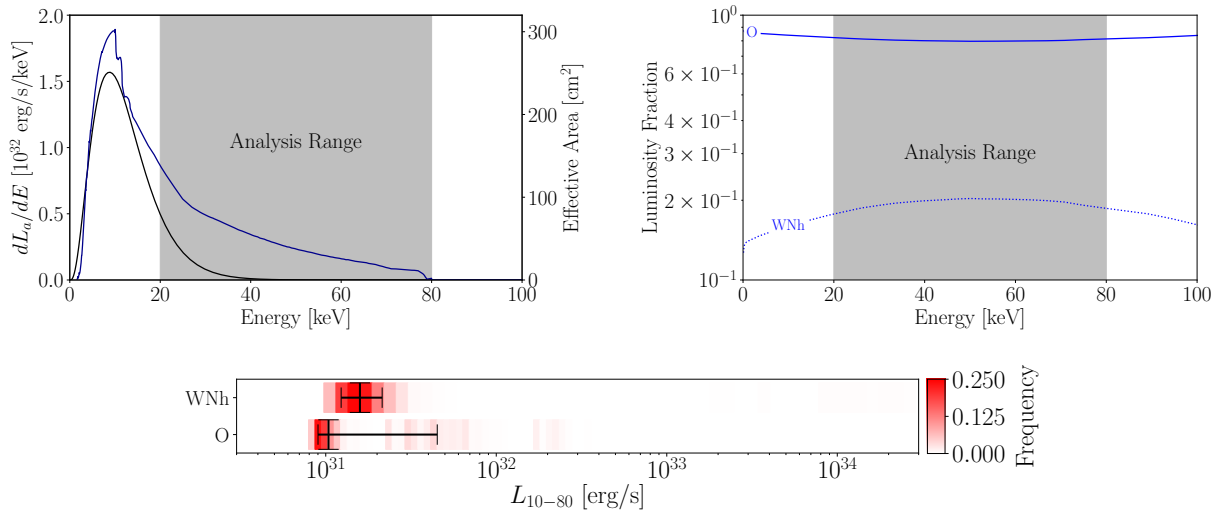 2.0
1.5
1.0
0.5
0.0
dL_a/dE [10^32 erg/s/keV]
Analysis Range
300
200
100
0
Effective Area [cm²]
0 20 40 60 80 100
Energy [keV]
10^0
6 × 10^−1
4 × 10^−1
3 × 10^−1
2 × 10^−1
10^−1
Luminosity Fraction
O
Analysis Range
WNh
0 20 40 60 80 100
Energy [keV]
WNh
O
10^31 10^32 10^33 10^34
L_10−80 [erg/s]
0.250
0.125
0.000
Frequency